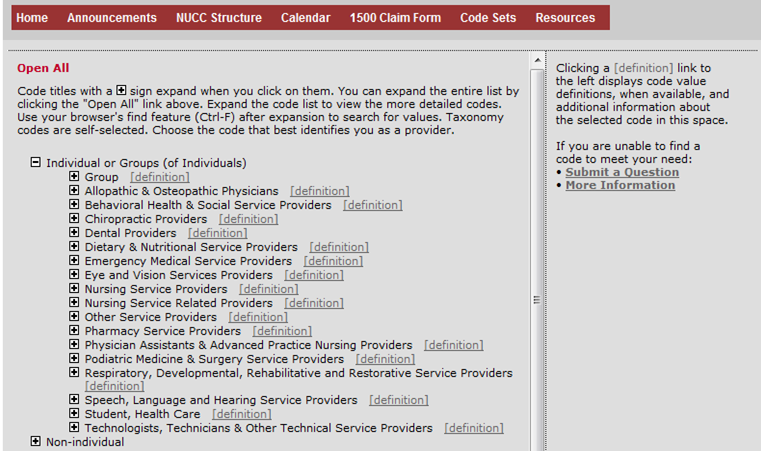 Home Announcements NUCC Structure Calendar 1500 Claim Form Code Sets Resources
Open All
Code titles with a + sign expand when you click on them. You can expand the entire list by
clicking the "Open All" link above. Expand the code list to view the more detailed codes.
Use your browser's find feature (Ctrl-F) after expansion to search for values. Taxonomy
codes are self-selected. Choose the code that best identifies you as a provider.
Individual or Groups (of Individuals)
Group [definition]
Allopathic & Osteopathic Physicians [definition]
Behavioral Health & Social Service Providers [definition]
Chiropractic Providers [definition]
Dental Providers [definition]
Dietary & Nutritional Service Providers [definition]
Emergency Medical Service Providers [definition]
Eye and Vision Services Providers [definition]
Nursing Service Providers [definition]
Nursing Service Related Providers [definition]
Other Service Providers [definition]
Pharmacy Service Providers [definition]
Physician Assistants & Advanced Practice Nursing Providers [definition]
Podiatric Medicine & Surgery Service Providers [definition]
Respiratory, Developmental, Rehabilitative and Restorative Service Providers
[definition]
Speech, Language and Hearing Service Providers [definition]
Student, Health Care [definition]
Technologists, Technicians & Other Technical Service Providers [definition]
Non-individual
Clicking a [definition] link to
the left displays code value
definitions, when available, and
additional information about
the selected code in this space.
If you are unable to find a
code to meet your need:
• Submit a Question
• More Information